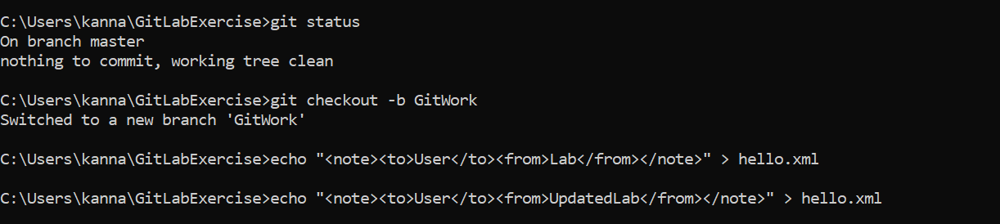 C:\Users\kanna\GitLabExercise>git status
On branch master
nothing to commit, working tree clean
C:\Users\kanna\GitLabExercise>git checkout -b GitWork
Switched to a new branch 'GitWork'
C:\Users\kanna\GitLabExercise>echo "<note><to>User</to><from>Lab</from></note>" > hello.xml
C:\Users\kanna\GitLabExercise>echo "<note><to>User</to><from>UpdatedLab</from></note>" > hello.xml